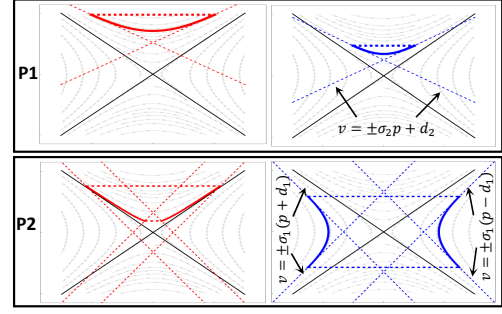 P1
v = ±σ₂p + d₂
P2
v = ±σ₁(p + d₁)
v = ±σ₁(p − d₁)